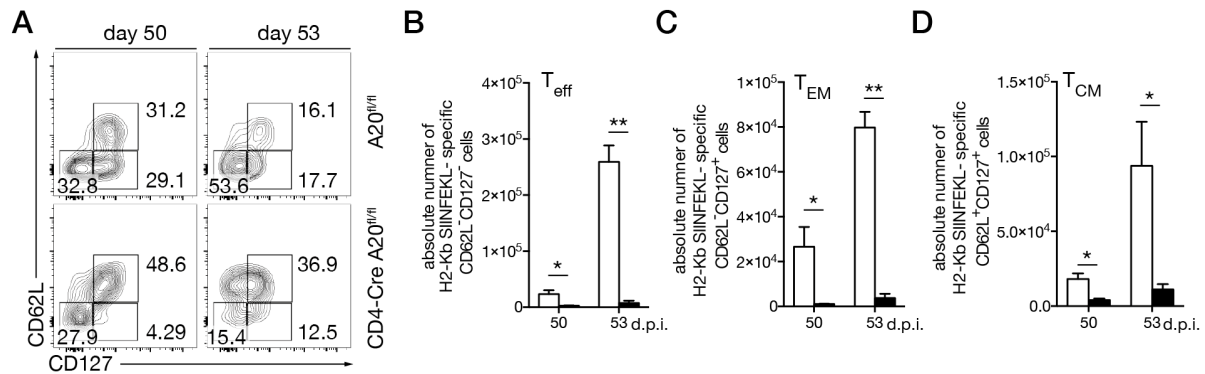 A
day 50
day 53
31.2
32.8
29.1
16.1
53.6
17.7
A20fl/fl
48.6
27.9
4.29
36.9
15.4
12.5
CD4-Cre A20fl/fl
CD62L
CD127
B
absolute numner of
H2-Kb SIINFEKL- specific
CD62L-CD127- cells
Teff
4×10⁵
3×10⁵
2×10⁵
1×10⁵
0
*
**
50
53 d.p.i.
C
absolute numner of
H2-Kb SIINFEKL- specific
CD62L-CD127+ cells
TEM
1×10⁵
8×10⁴
6×10⁴
4×10⁴
2×10⁴
0
*
**
50
53 d.p.i.
D
absolute numner of
H2-Kb SIINFEKL- specific
CD62L+CD127+ cells
TCM
1.5×10⁵
1.0×10⁵
5.0×10⁴
0.0
*
*
50
53 d.p.i.